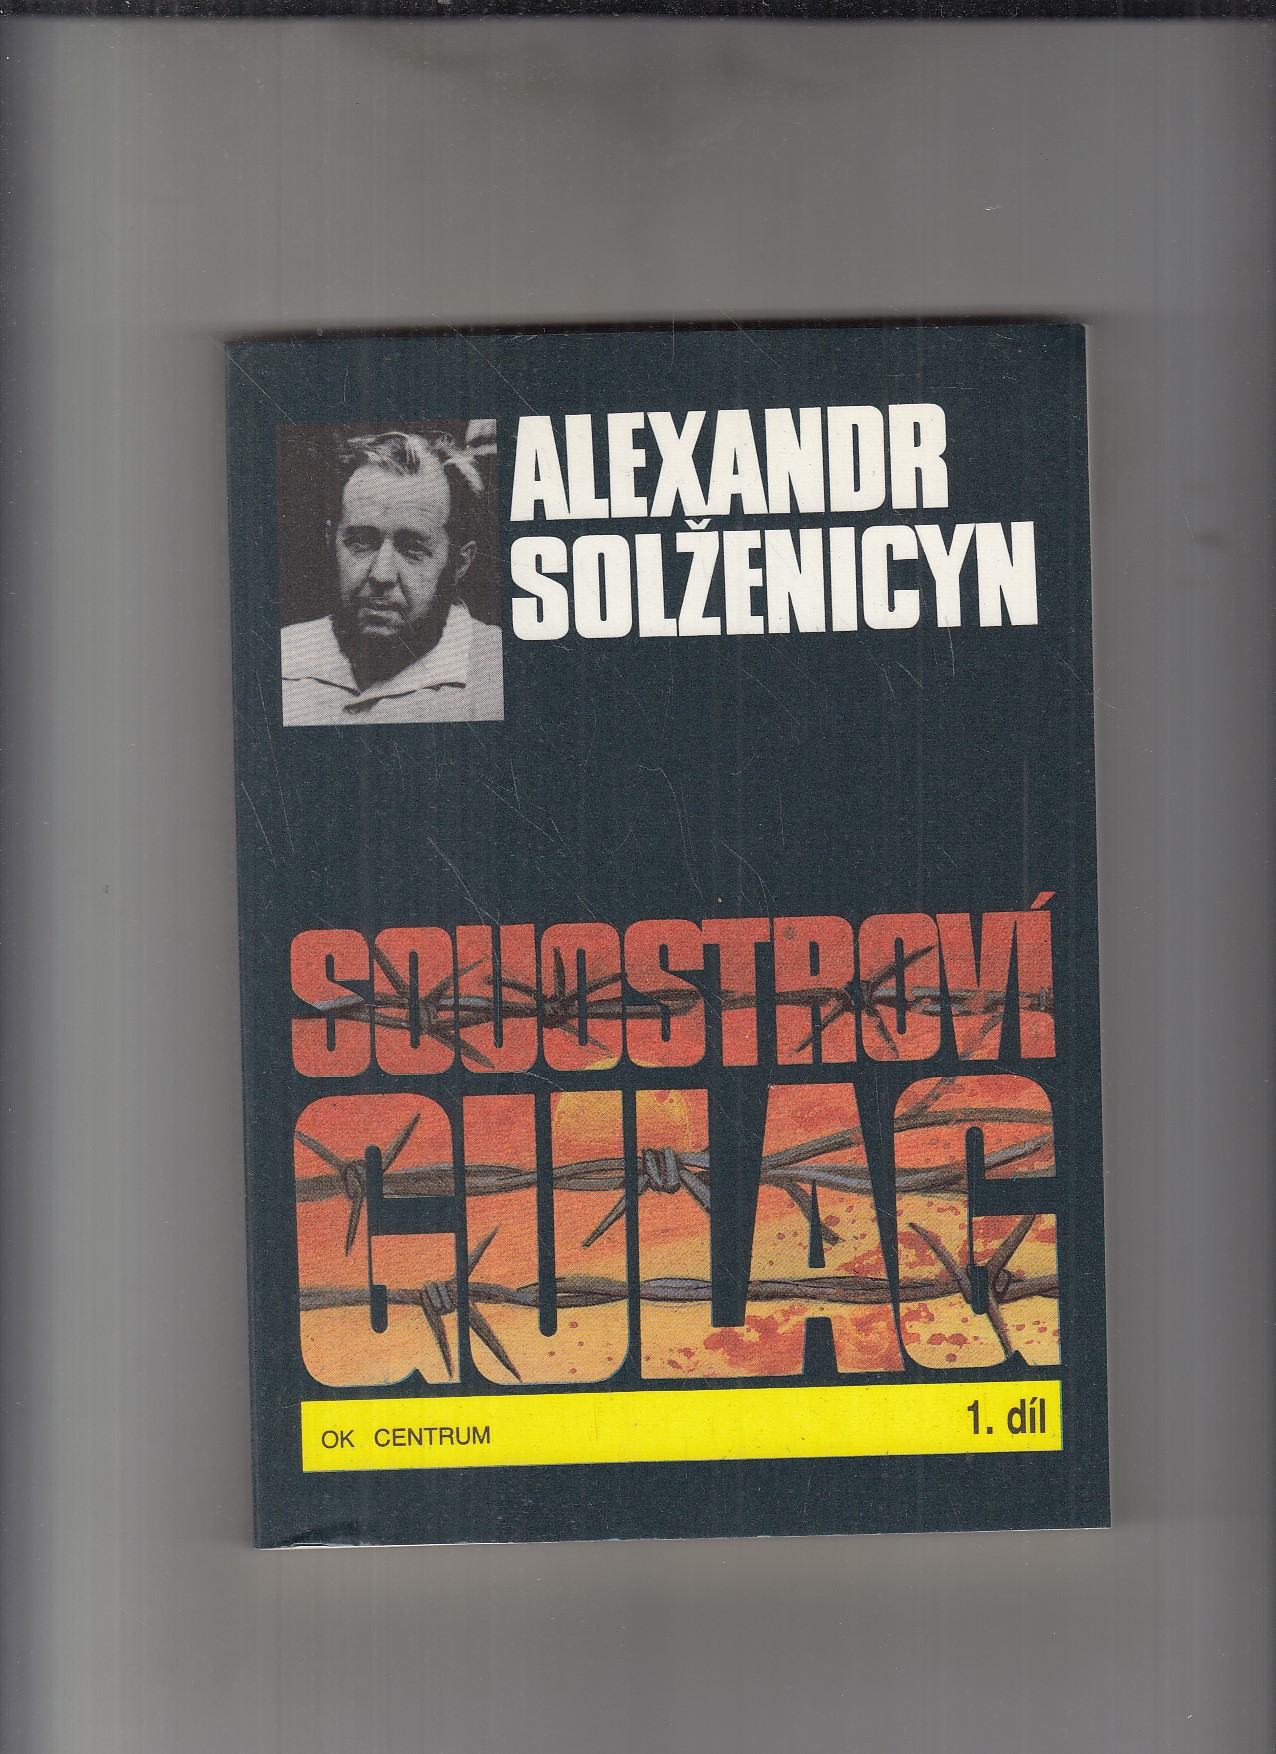 ALEXANDR
SOLŽENICYN
SOUOSTROVÍ
GULAG
OK CENTRUM
1. díl